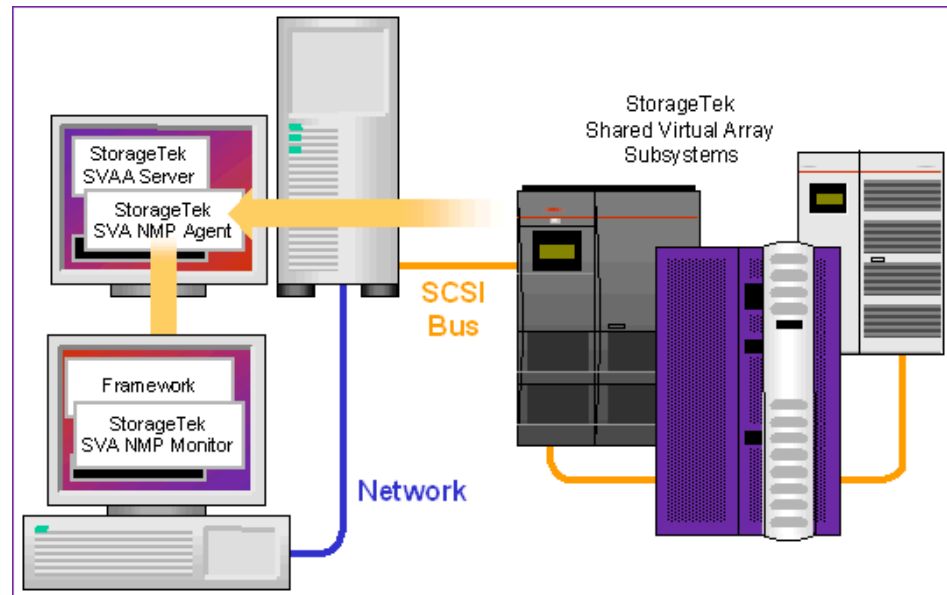 StorageTek
SVAA Server
StorageTek
SVA NMP Agent
StorageTek
Shared Virtual Array
Subsystems
SCSI
Bus
Framework
StorageTek
SVA NMP Monitor
Network